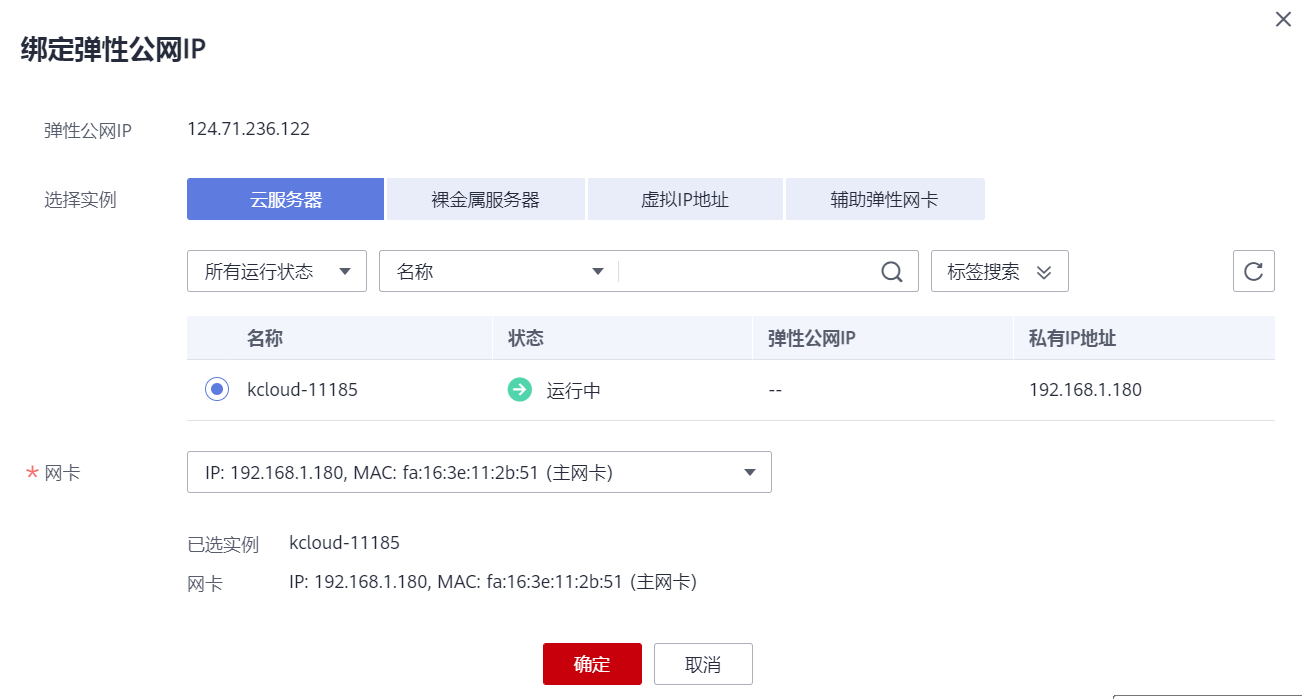 绑定弹性公网IP
弹性公网IP 124.71.236.122
选择实例 云服务器 裸金属服务器 虚拟IP地址 辅助弹性网卡
所有运行状态 名称 标签搜索
名称 状态 弹性公网IP 私有IP地址
kcloud-11185 运行中 -- 192.168.1.180
* 网卡 IP: 192.168.1.180, MAC: fa:16:3e:11:2b:51 (主网卡)
已选实例 kcloud-11185
网卡 IP: 192.168.1.180, MAC: fa:16:3e:11:2b:51 (主网卡)
确定 取消